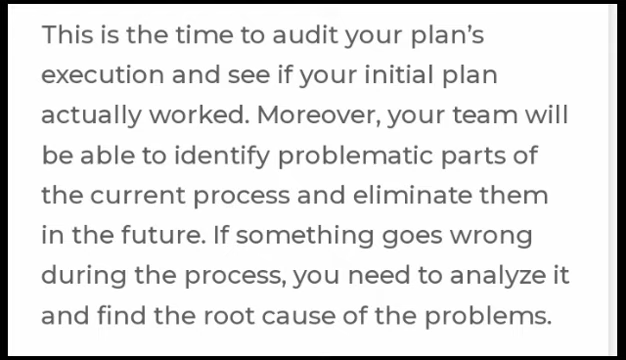 This is the time to audit your plan’s
execution and see if your initial plan
actually worked. Moreover, your team will
be able to identify problematic parts of
the current process and eliminate them
in the future. If something goes wrong
during the process, you need to analyze it
and find the root cause of the problems.